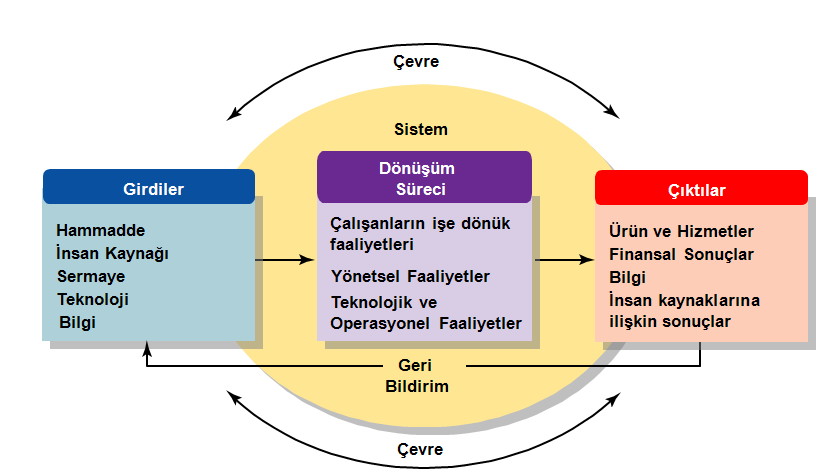 Çevre
Sistem
Girdiler
Hammadde
İnsan Kaynağı
Sermaye
Teknoloji
Bilgi
Dönüşüm
Süreci
Çalışanların işe dönük
faaliyetleri
Yönetsel Faaliyetler
Teknolojik ve
Operasyonel Faaliyetler
Çıktılar
Ürün ve Hizmetler
Finansal Sonuçlar
Bilgi
İnsan kaynaklarına
ilişkin sonuçlar
Geri
Bildirim
Çevre